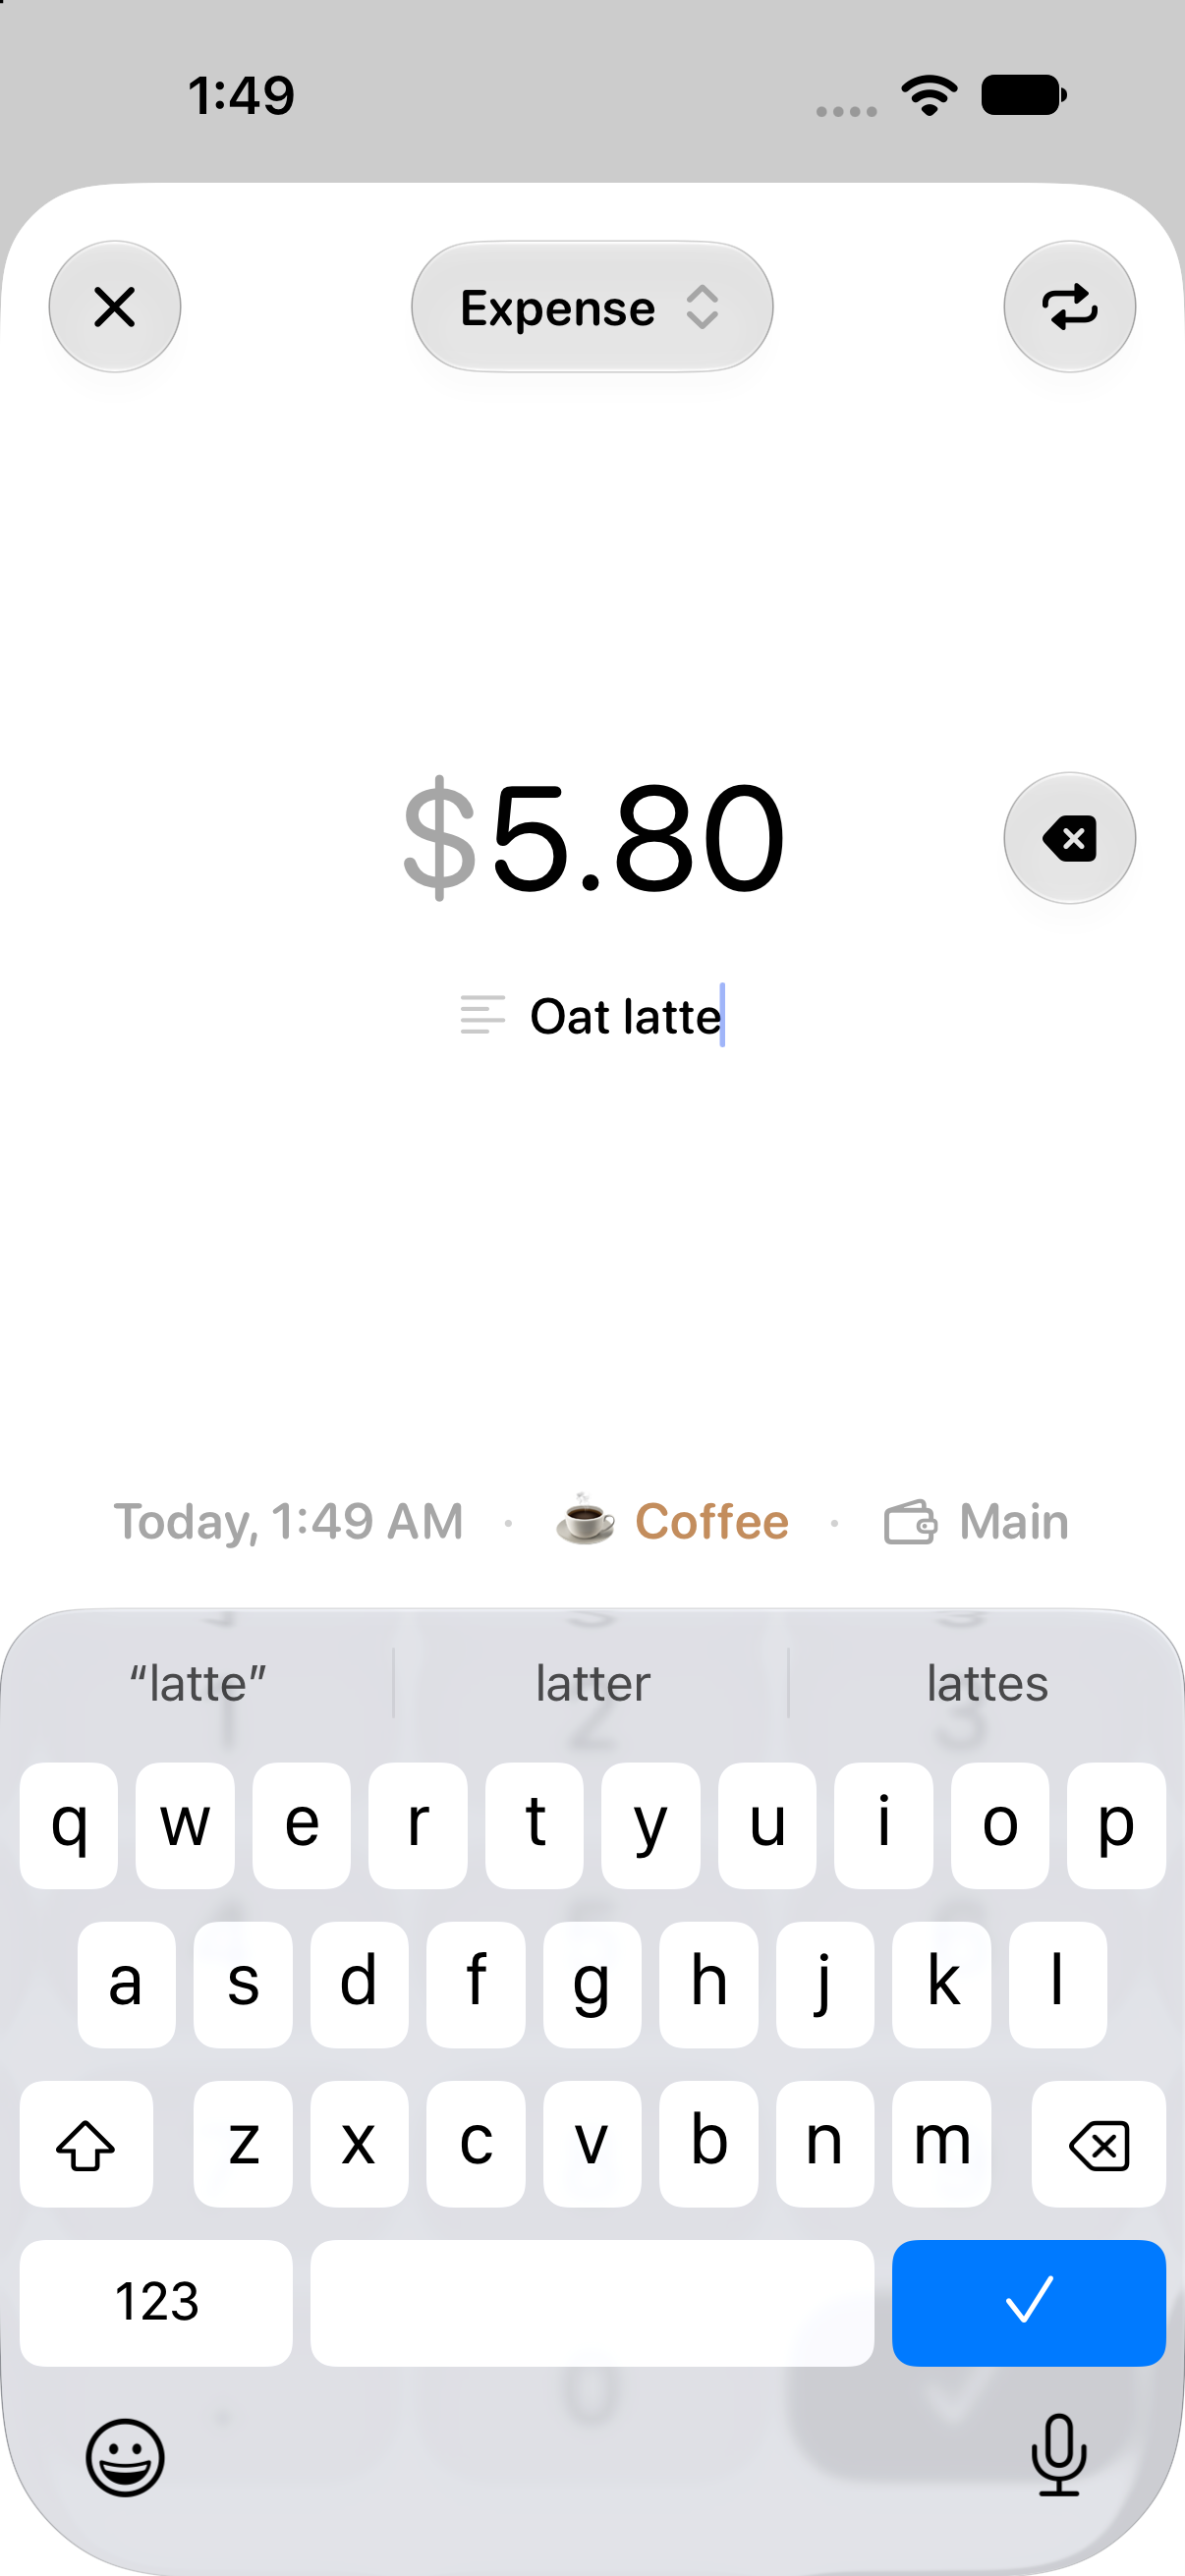 1:49
Expense
$5.80
Oat latte
Today, 1:49 AM · Coffee · Main
“latte” latter lattes
q w e r t y u i o p
a s d f g h j k l
z x c v b n m
123